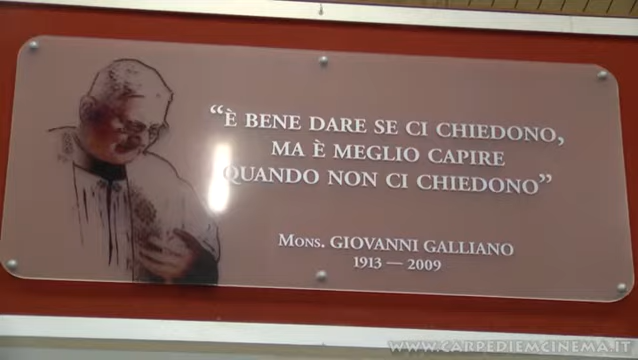 “È BENE DARE SE CI CHIEDONO,
MA È MEGLIO CAPIRE
QUANDO NON CI CHIEDONO”
MONS. GIOVANNI GALLIANO
1913 — 2009
WWW.CARPEDIEMCINEMA.IT